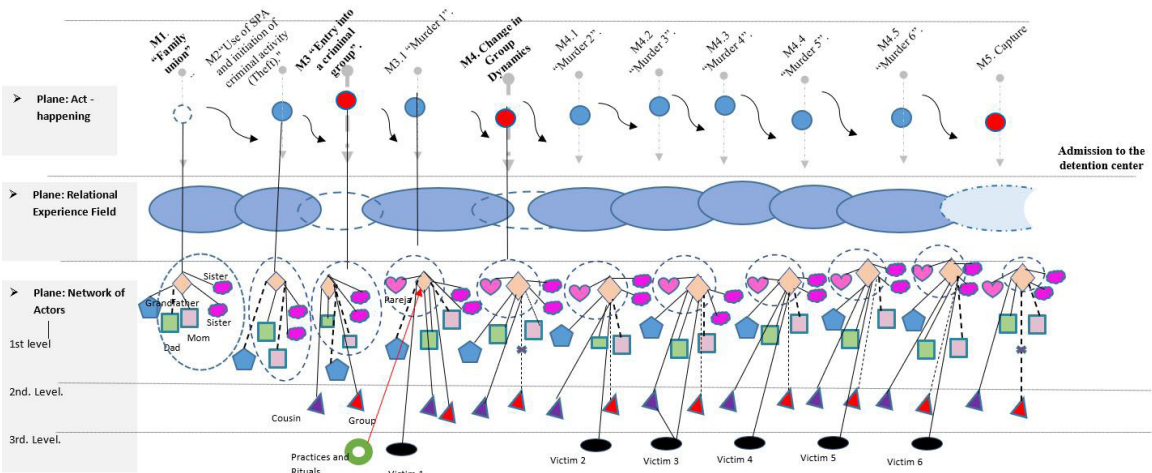 M1.
“Family
union”
M2 “Use of SPA
and initiation of
criminal activity
(Theft).”
M3 “Entry into
a criminal
group”.
M3.1 “Murder 1”.
M4. Change in
Group
Dynamics
M4.1
“Murder 2”.
M4.2
“Murder 3”.
M4.3
“Murder 4”.
M4.4
“Murder 5”.
M4.5
“Murder6”.
M5. Capture
Plane: Act -
happening
Admission to the
detention center
Plane: Relational
Experience Field
Plane: Network of
Actors
Sister
Grandfather
Sister
Mom
Dad
Pareja
1st level
2nd. Level.
Cousin
Group
3rd. Level.
Practices and
Rituals
Victim 1
Victim 2
Victim 3
Victim 4
Victim 5
Victim 6